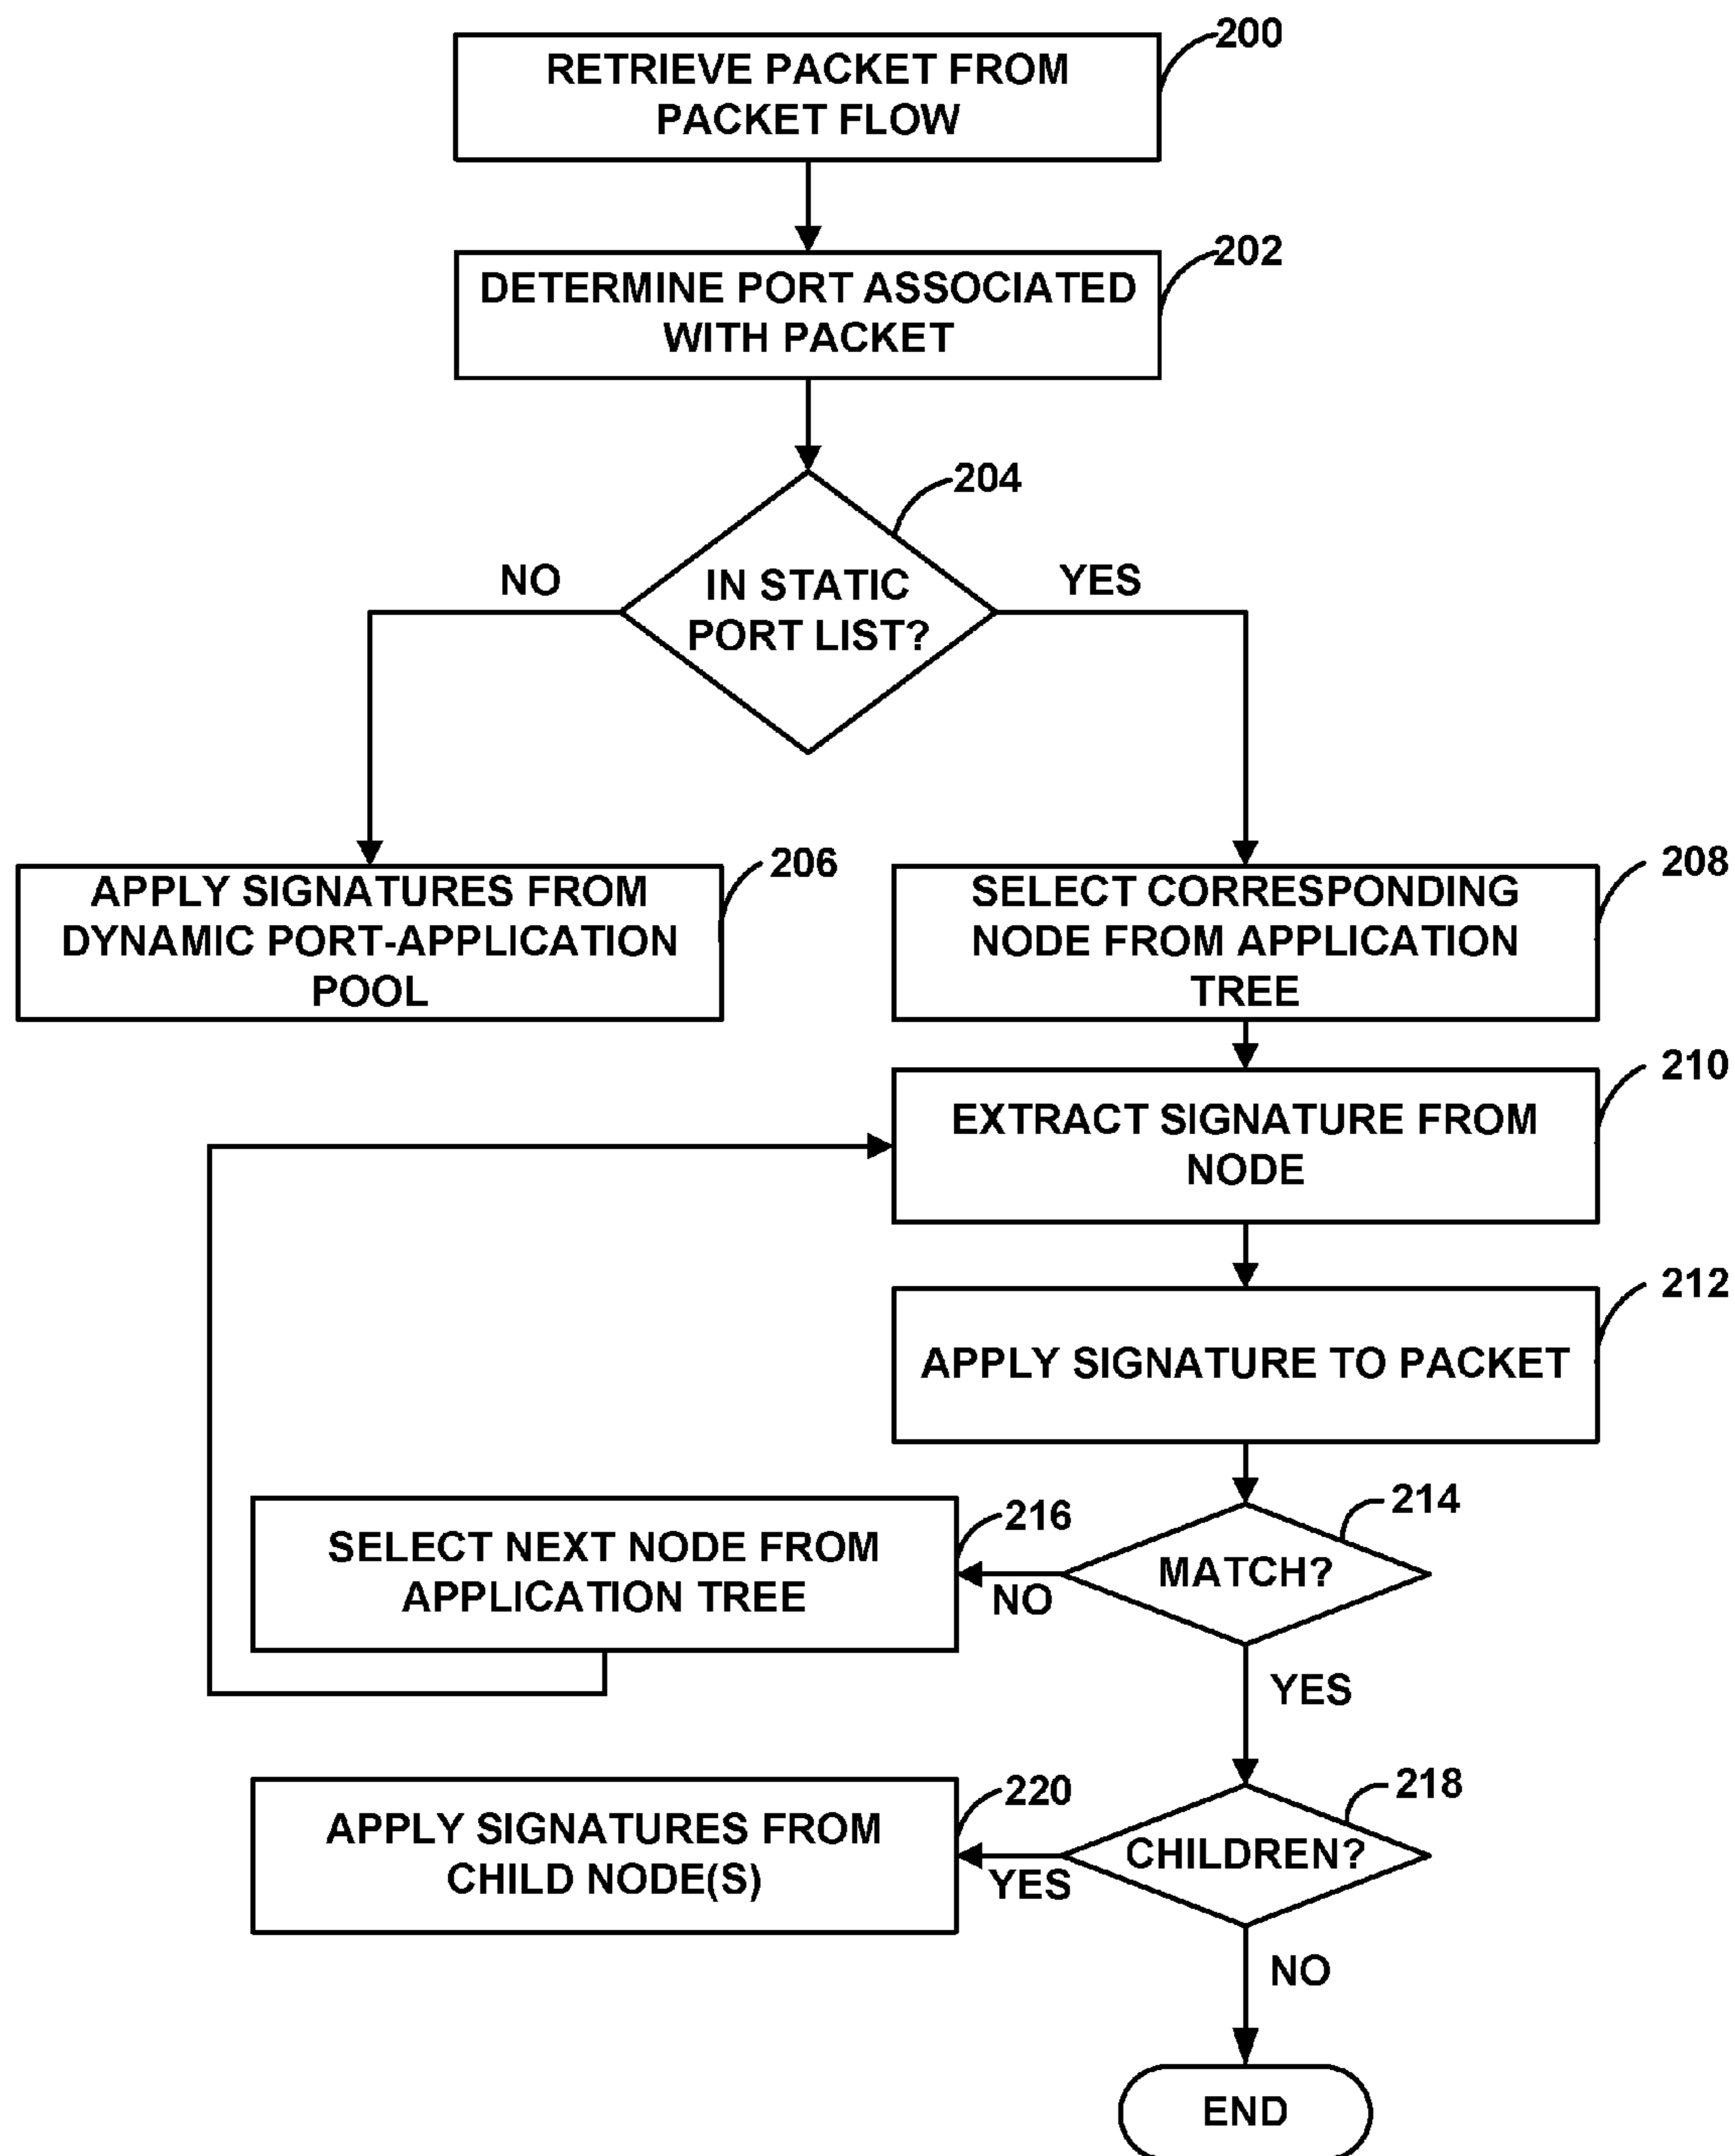 200
RETRIEVE PACKET FROM
PACKET FLOW
202
DETERMINE PORT ASSOCIATED
WITH PACKET
204
IN STATIC
PORT LIST?
NO
YES
206
APPLY SIGNATURES FROM
DYNAMIC PORT-APPLICATION
POOL
208
SELECT CORRESPONDING
NODE FROM APPLICATION
TREE
210
EXTRACT SIGNATURE FROM
NODE
212
APPLY SIGNATURE TO PACKET
214
MATCH?
NO
216
SELECT NEXT NODE FROM
APPLICATION TREE
YES
218
CHILDREN?
YES
220
APPLY SIGNATURES FROM
CHILD NODE(S)
NO
END